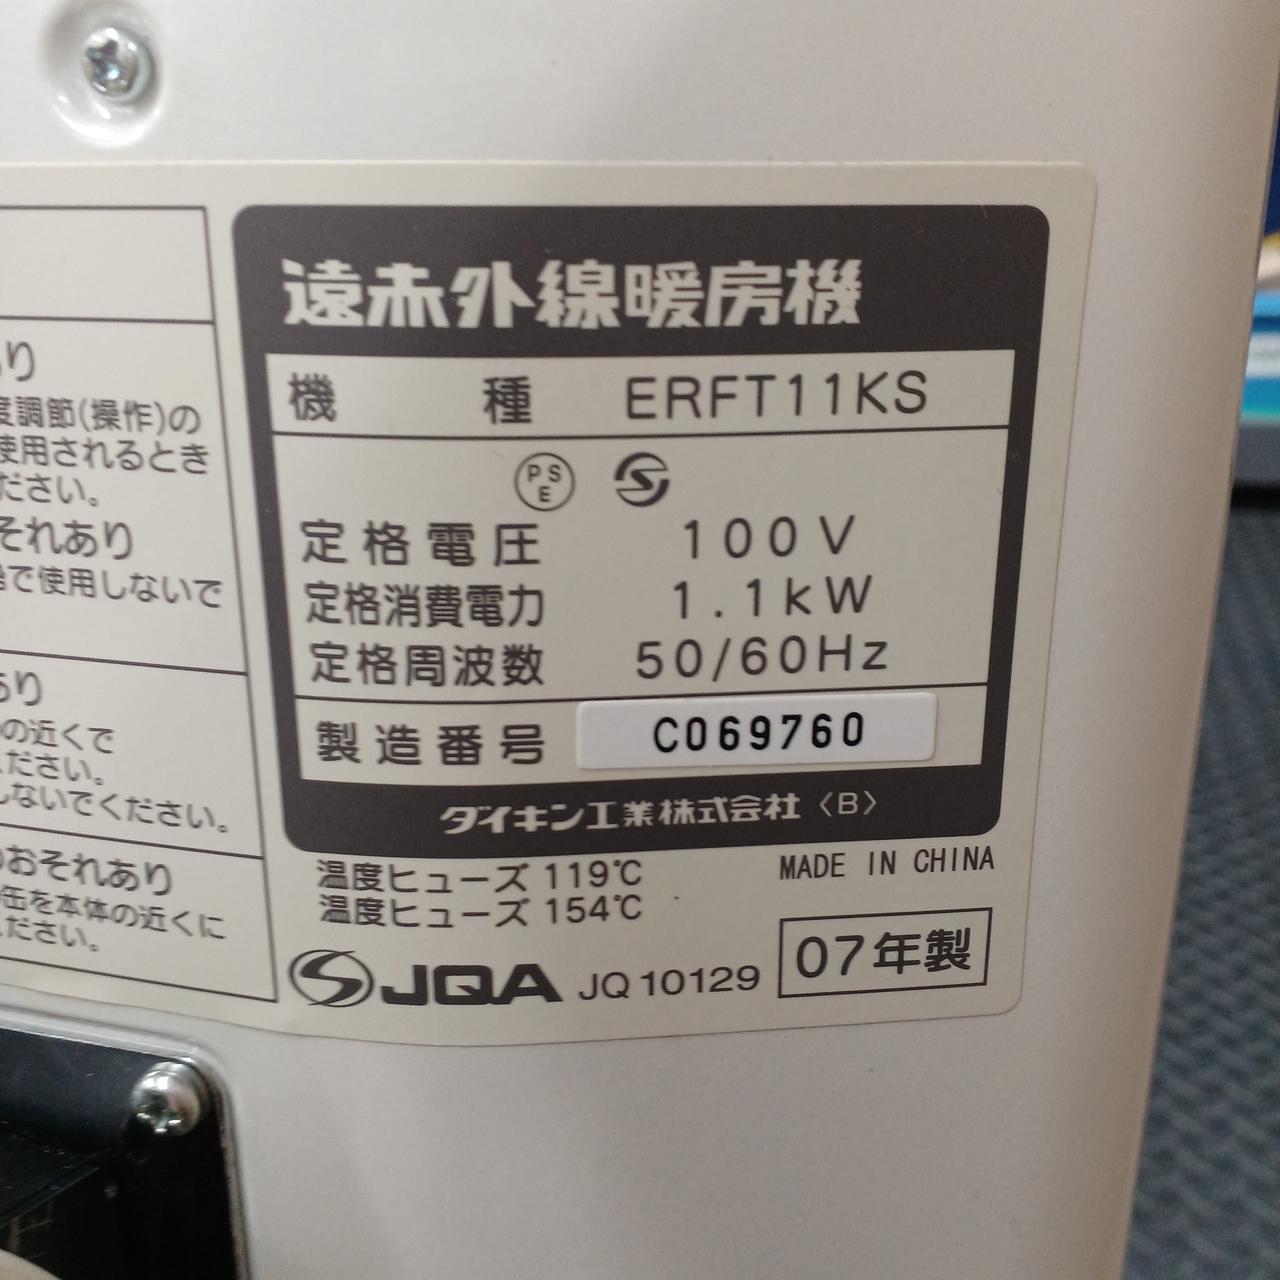 あり
度調節(操作)の
使用されるとき
ださい。
それあり
で使用しないで
あり
の近くで
ください。
しないでください。
のおそれあり
缶を本体の近くに
ください。
遠赤外線暖房機
機種 ERFT11KS
PSE
定格電圧 100V
定格消費電力 1.1kW
定格周波数 50/60Hz
製造番号 C069760
ダイキン工業株式会社〈B〉
温度ヒューズ 119℃
温度ヒューズ 154℃
MADE IN CHINA
JQA JQ10129
07年製